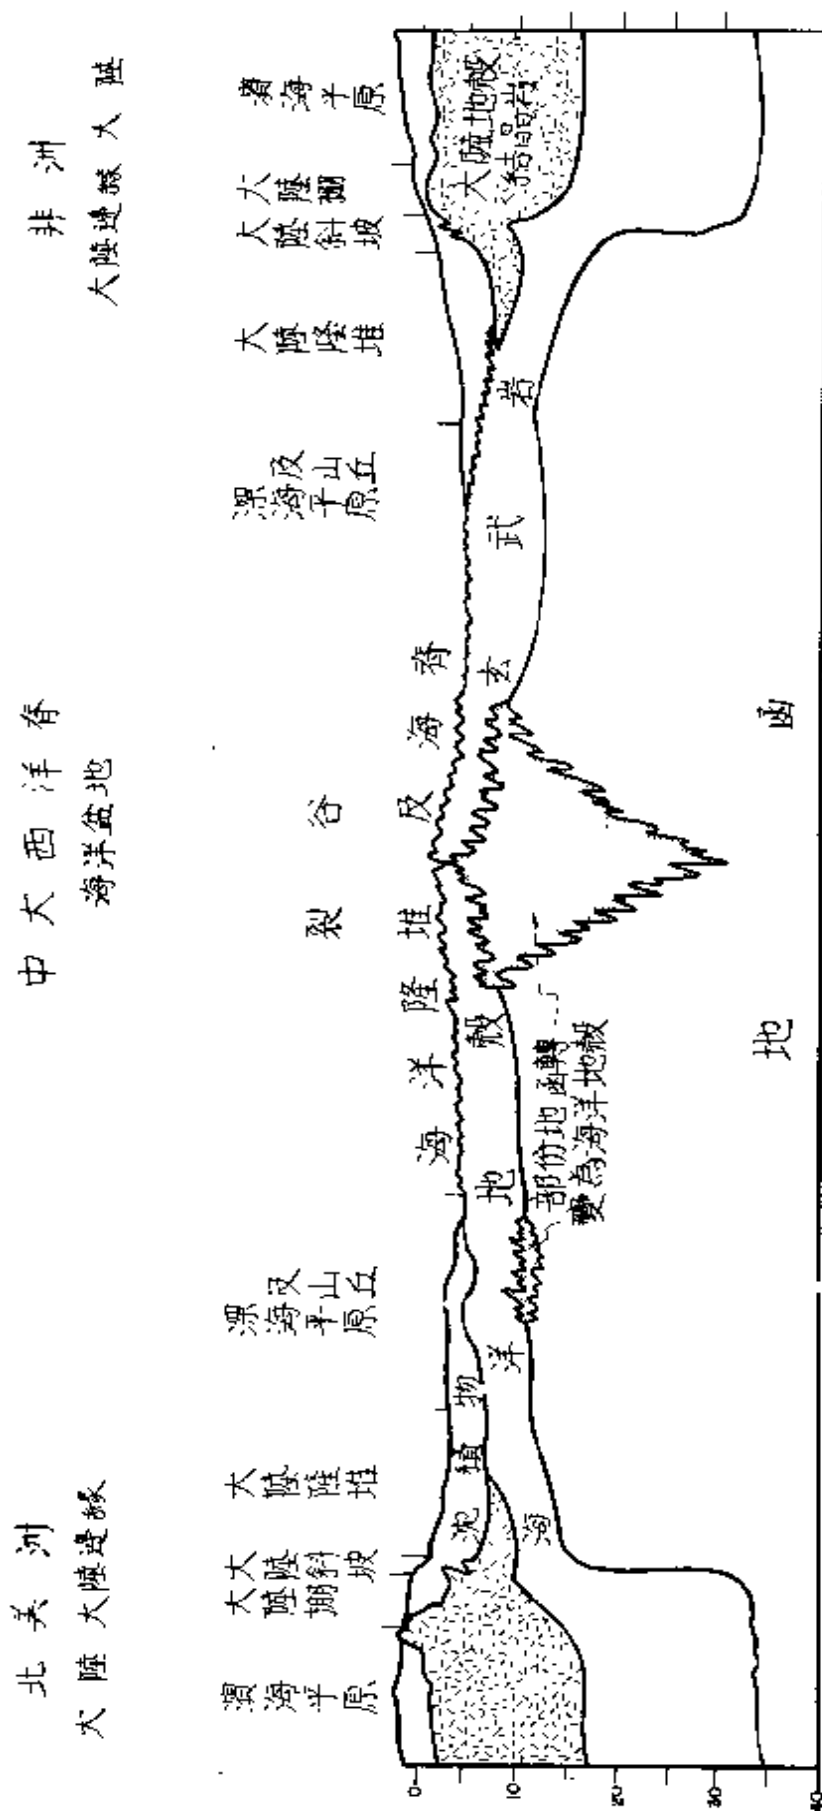 北美洲
中大西洋脊
非洲
大陸
大陸邊緣
海洋盆地
大陸邊緣
大陸
濱海平原
大陸棚
大陸斜坡
大陸隆堆
深海平原
及山丘
裂谷
深海平原
及山丘
大陸隆堆
大陸斜坡
大陸棚
濱海平原
海洋隆堆及海脊
沈積物
海洋地殼
玄武岩
大陸地殼
結晶岩
部份地函轉
變為海洋地殼
地函
0
10
20
30
40